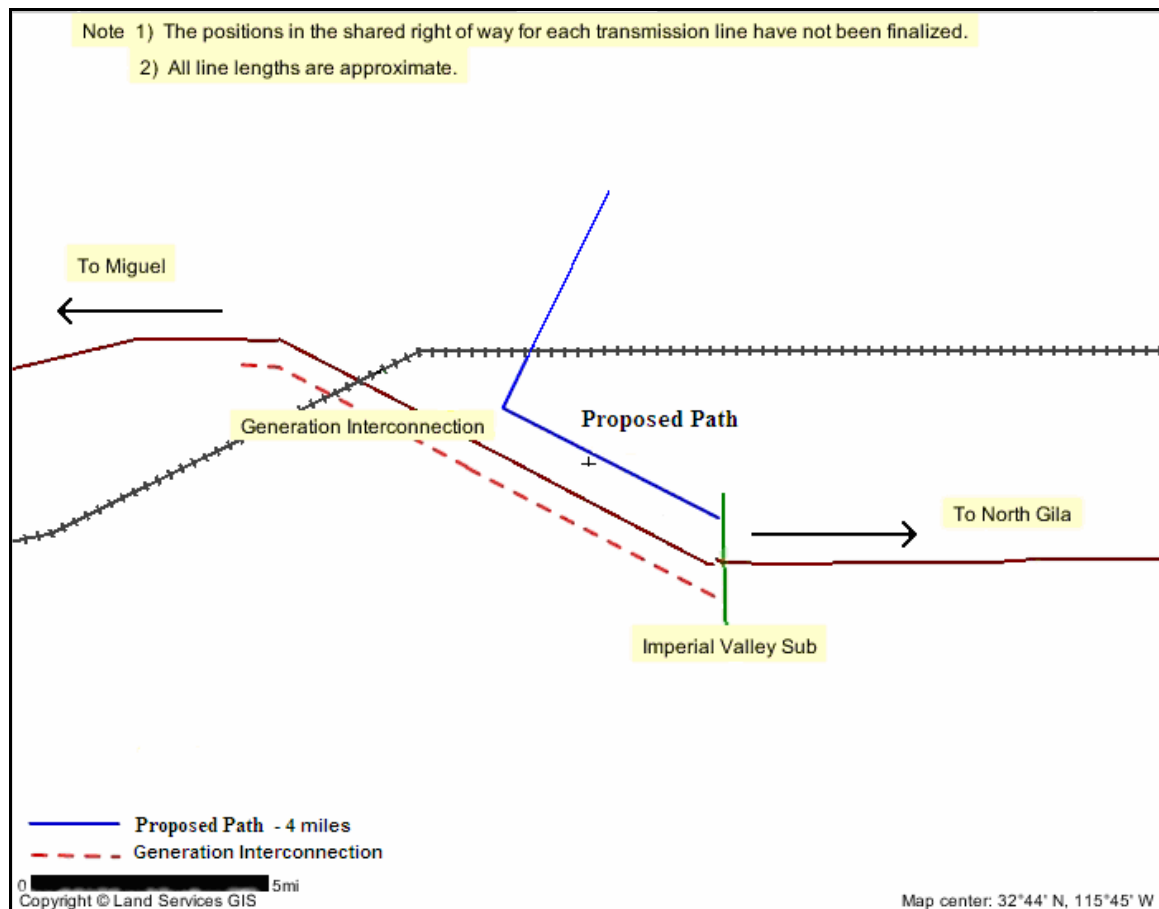 Note 1) The positions in the shared right of way for each transmission line have not been finalized.
2) All line lengths are approximate.
To Miguel
Generation Interconnection
Proposed Path
To North Gila
Imperial Valley Sub
Proposed Path - 4 miles
Generation Interconnection
0 5mi
Copyright © Land Services GIS
Map center: 32°44' N, 115°45' W